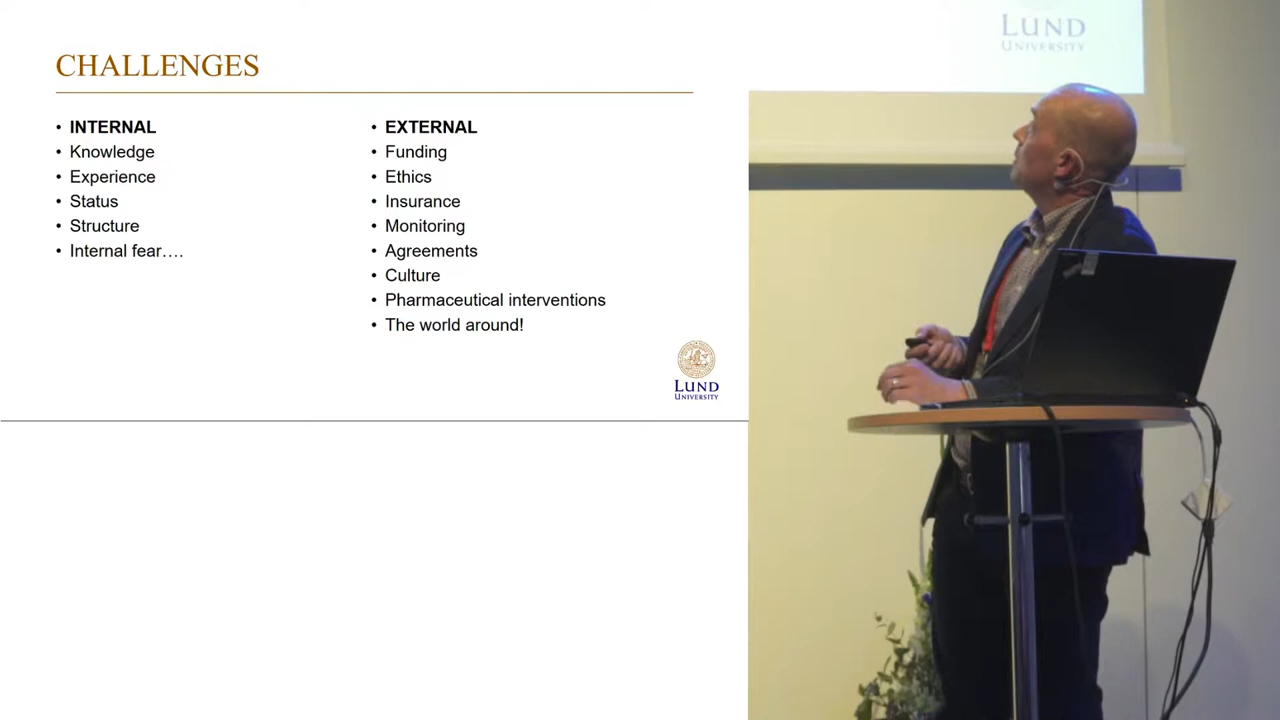 CHALLENGES
• INTERNAL
• Knowledge
• Experience
• Status
• Structure
• Internal fear….
• EXTERNAL
• Funding
• Ethics
• Insurance
• Monitoring
• Agreements
• Culture
• Pharmaceutical interventions
• The world around!
LUND
UNIVERSITY
LUND
UNIVERSITY